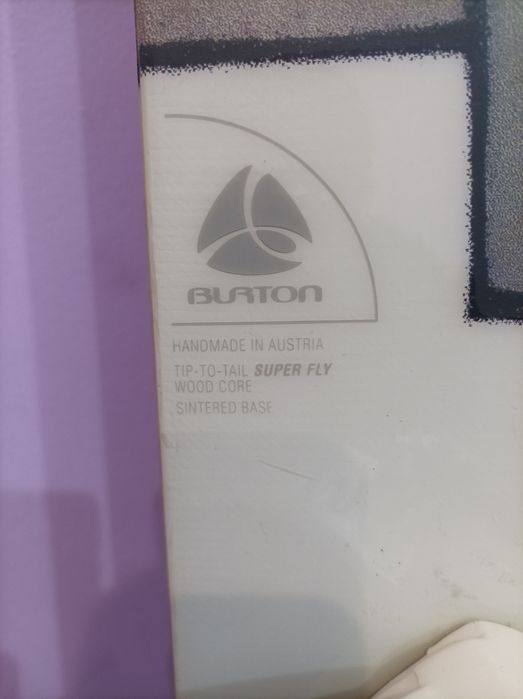 BURTON
HANDMADE IN AUSTRIA
TIP-TO-TAIL SUPER FLY
WOOD CORE
SINTERED BASE